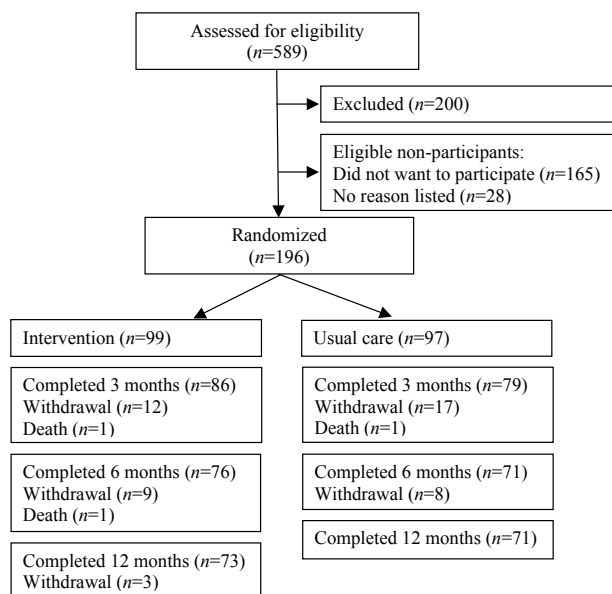 Assessed for eligibility
(n=589)
Excluded (n=200)
Eligible non-participants:
Did not want to participate (n=165)
No reason listed (n=28)
Randomized
(n=196)
Intervention (n=99)
Completed 3 months (n=86)
Withdrawal (n=12)
Death (n=1)
Completed 6 months (n=76)
Withdrawal (n=9)
Death (n=1)
Completed 12 months (n=73)
Withdrawal (n=3)
Usual care (n=97)
Completed 3 months (n=79)
Withdrawal (n=17)
Death (n=1)
Completed 6 months (n=71)
Withdrawal (n=8)
Completed 12 months (n=71)